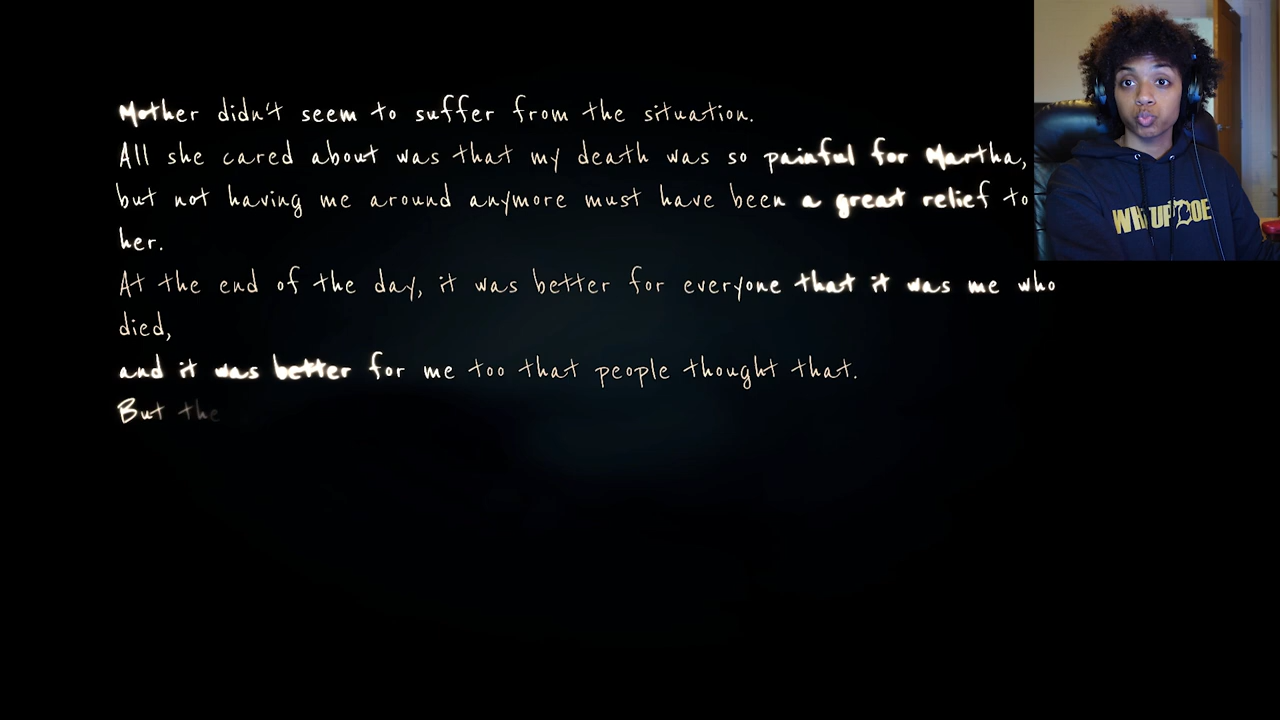 Mother didn't seem to suffer from the situation.
All she cared about was that my death was so painful for Martha,
but not having me around anymore must have been a great relief to
her.
At the end of the day, it was better for everyone that it was me who
died,
and it was better for me too that people thought that.
But the